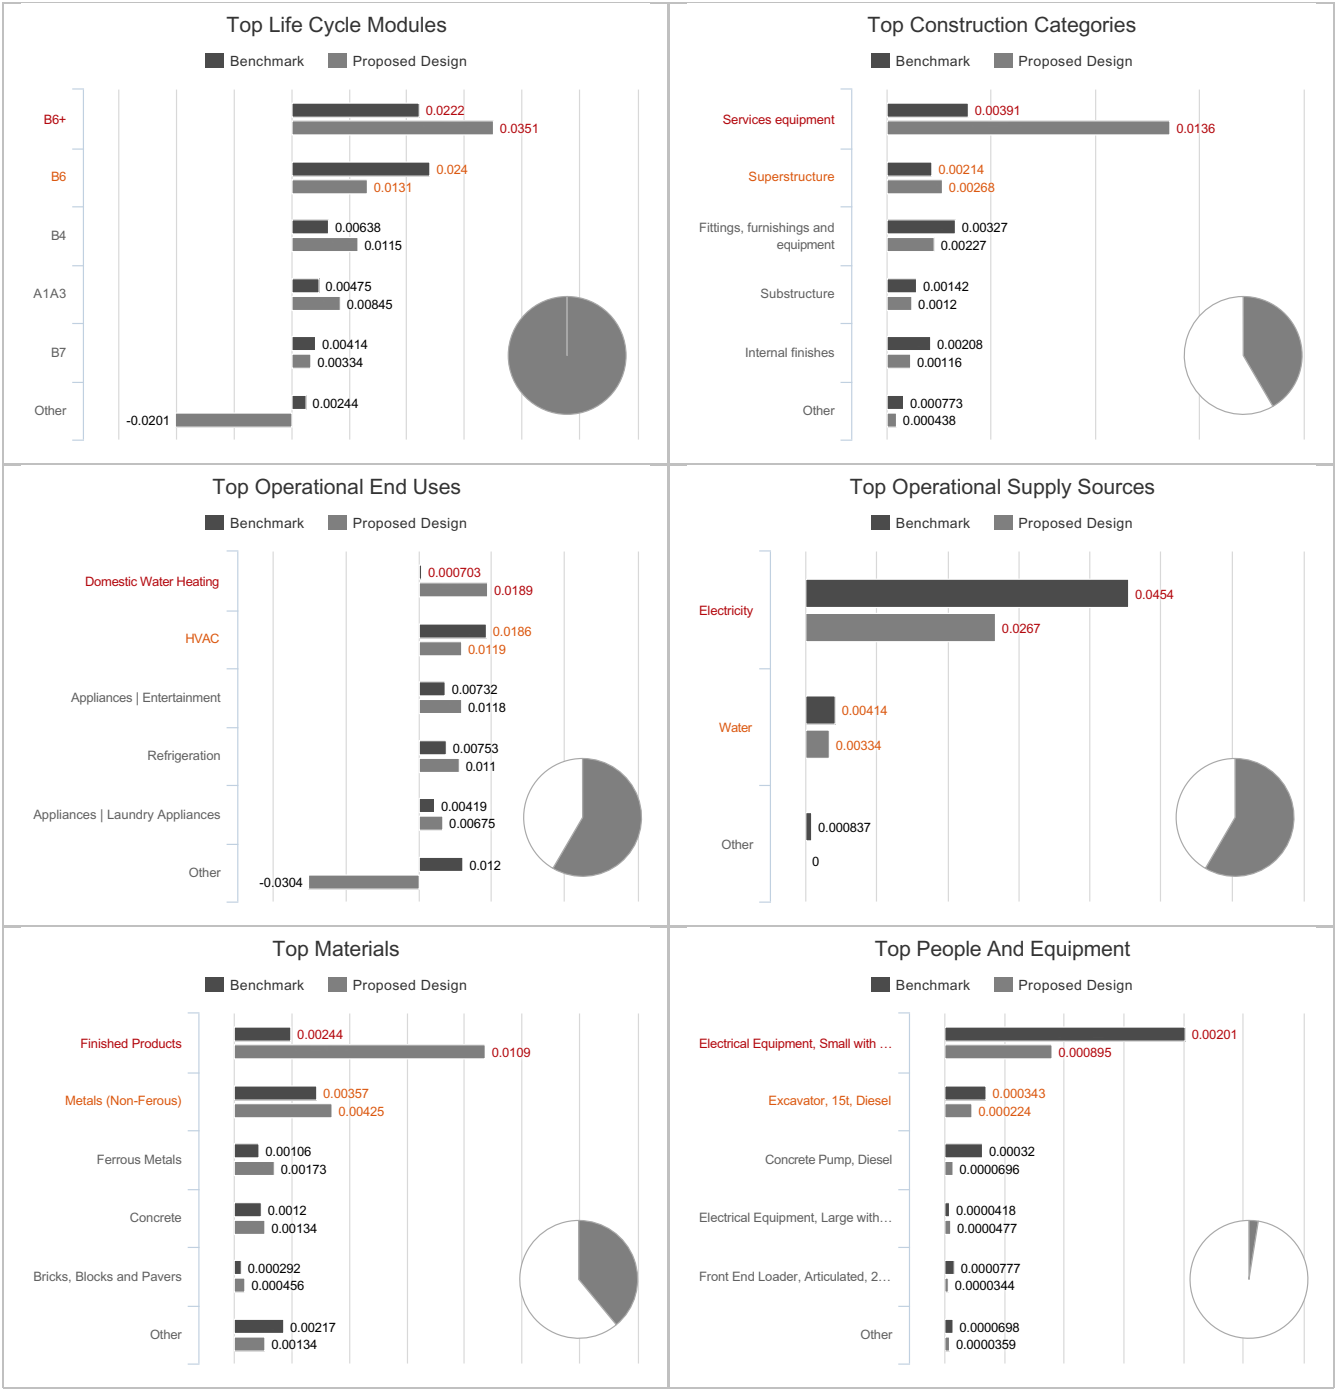 Top Life Cycle Modules
Benchmark
Proposed Design
B6+
0.0222
0.0351
B6
0.024
0.0131
B4
0.00638
0.0115
A1A3
0.00475
0.00845
B7
0.00414
0.00334
Other
0.00244
-0.0201
Top Construction Categories
Benchmark
Proposed Design
Services equipment
0.00391
0.0136
Superstructure
0.00214
0.00268
Fittings, furnishings and
equipment
0.00327
0.00227
Substructure
0.00142
0.0012
Internal finishes
0.00208
0.00116
Other
0.000773
0.000438
Top Operational End Uses
Benchmark
Proposed Design
Domestic Water Heating
0.000703
0.0189
HVAC
0.0186
0.0119
Appliances | Entertainment
0.00732
0.0118
Refrigeration
0.00753
0.011
Appliances | Laundry Appliances
0.00419
0.00675
Other
0.012
-0.0304
Top Operational Supply Sources
Benchmark
Proposed Design
Electricity
0.0454
0.0267
Water
0.00414
0.00334
Other
0.000837
0
Top Materials
Benchmark
Proposed Design
Finished Products
0.00244
0.0109
Metals (Non-Ferous)
0.00357
0.00425
Ferrous Metals
0.00106
0.00173
Concrete
0.0012
0.00134
Bricks, Blocks and Pavers
0.000292
0.000456
Other
0.00217
0.00134
Top People And Equipment
Benchmark
Proposed Design
Electrical Equipment, Small with …
0.00201
0.000895
Excavator, 15t, Diesel
0.000343
0.000224
Concrete Pump, Diesel
0.00032
0.0000696
Electrical Equipment, Large with…
0.0000418
0.0000477
Front End Loader, Articulated, 2…
0.0000777
0.0000344
Other
0.0000698
0.0000359